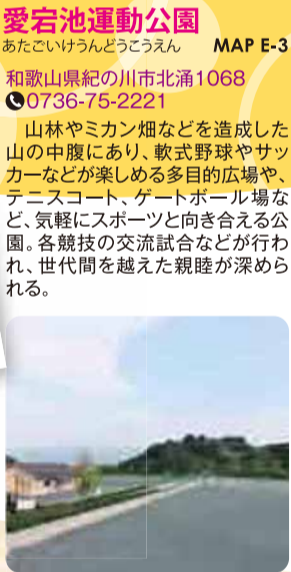 愛宕池運動公園
あたごいけうんどうこうえん MAP E-3
和歌山県紀の川市北涌1068
0736-75-2221
山林やミカン畑などを造成した
山の中腹にあり、軟式野球やサッ
カーなどが楽しめる多目的広場や、
テニスコート、ゲートボール場な
ど、気軽にスポーツと向き合える公
園。各競技の交流試合などが行わ
れ、世代間を越えた親睦が深めら
れる。